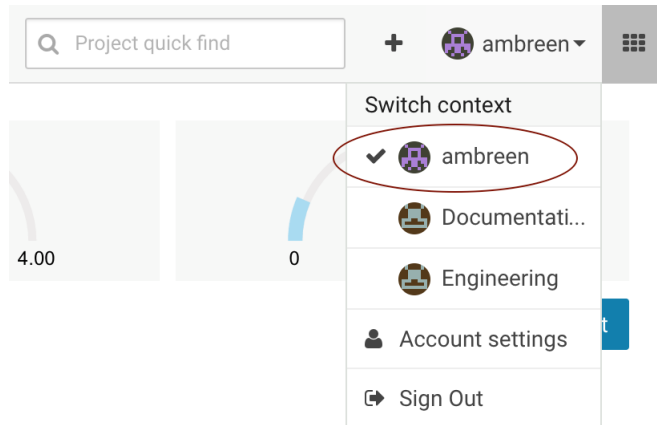 Project quick find
ambreen
Switch context
ambreen
Documentati...
Engineering
Account settings
Sign Out
4.00
0
t